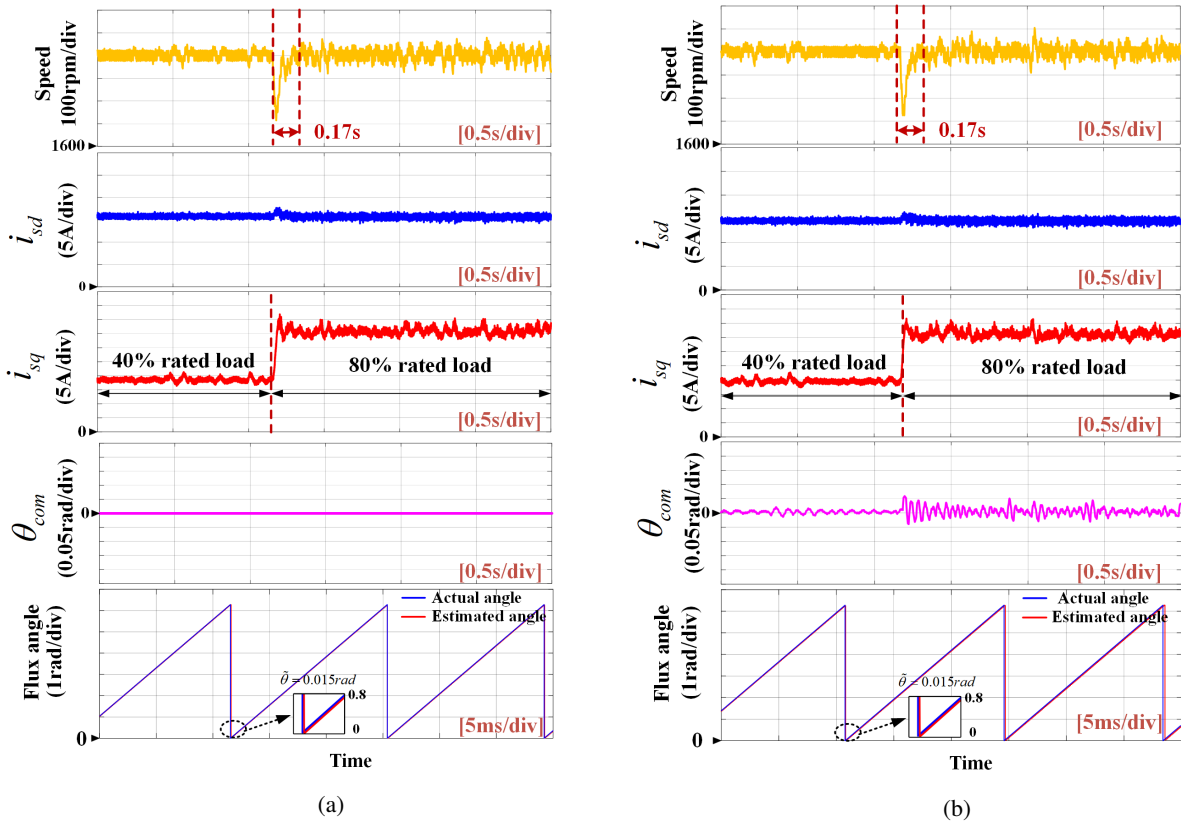 Speed
100rpm/div
1600
0.17s
[0.5s/div]
i_sd
(5A/div)
0
[0.5s/div]
i_sq
(5A/div)
40% rated load
80% rated load
0
[0.5s/div]
θ_com
(0.05rad/div)
0
[0.5s/div]
Flux angle
(1rad/div)
Actual angle
Estimated angle
θ̃ = 0.015rad
0.8
0
0
[5ms/div]
Time
(a)
Speed
100rpm/div
1600
0.17s
[0.5s/div]
i_sd
(5A/div)
0
[0.5s/div]
i_sq
(5A/div)
40% rated load
80% rated load
0
[0.5s/div]
θ_com
(0.05rad/div)
0
[0.5s/div]
Flux angle
(1rad/div)
Actual angle
Estimated angle
θ̃ = 0.015rad
0.8
0
0
[5ms/div]
Time
(b)